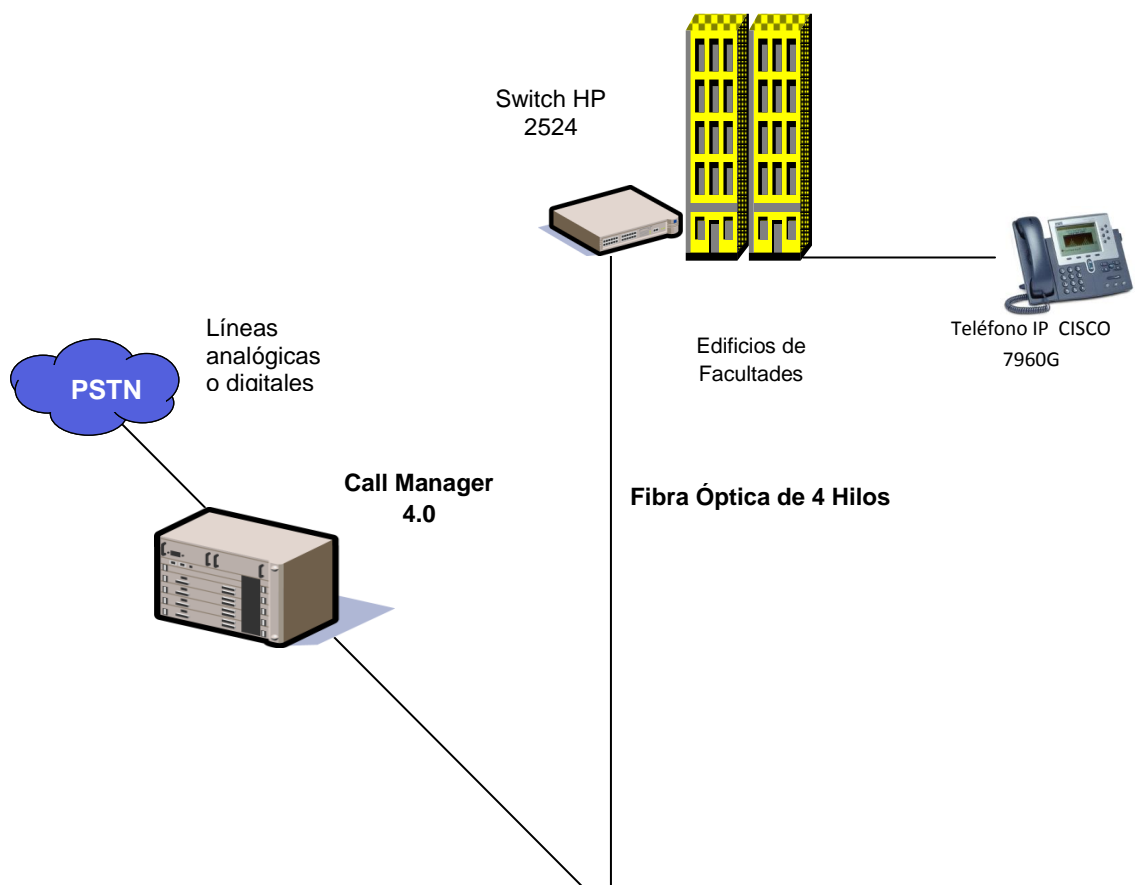 Switch HP
2524
Líneas
analógicas
o digitales
PSTN
Teléfono IP CISCO
7960G
Edificios de
Facultades
Call Manager
4.0
Fibra Óptica de 4 Hilos